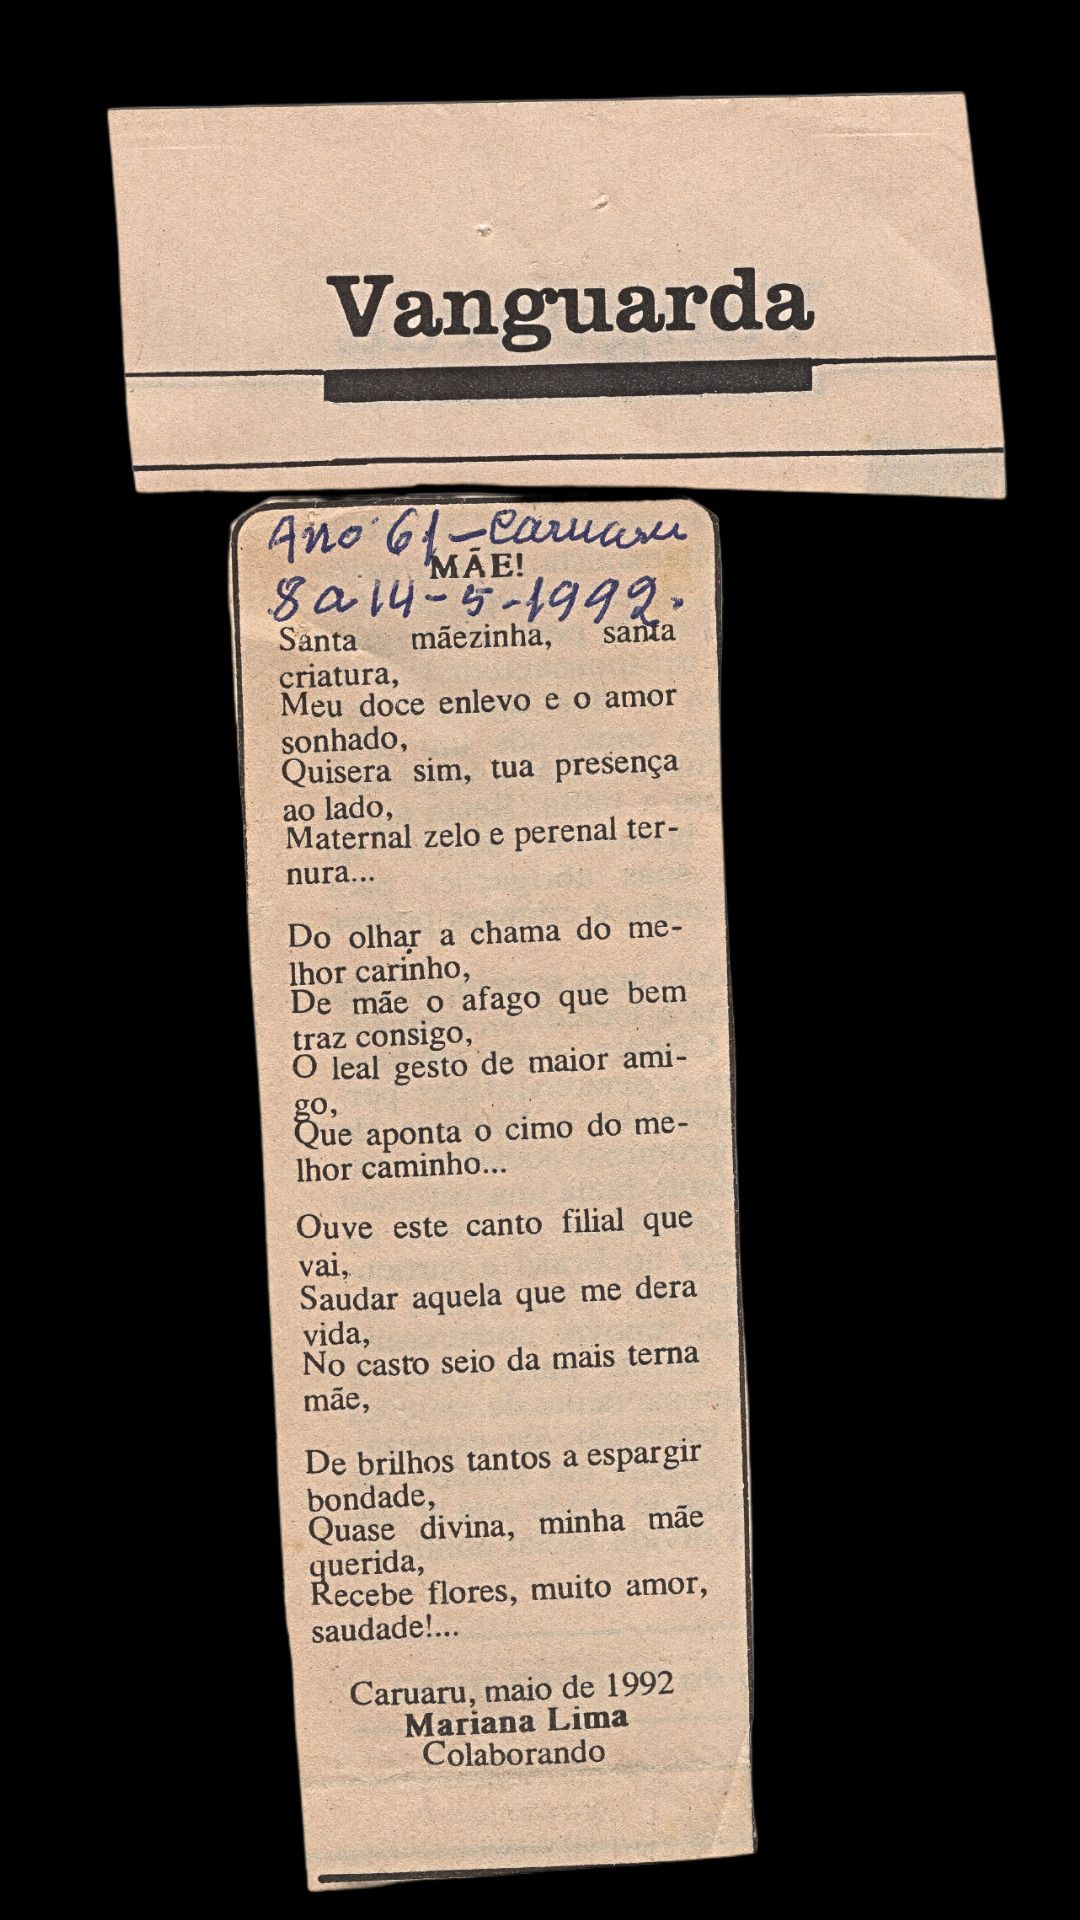 Vanguarda
Ano 61 - Caruaru
MÃE!
8 a 14-5-1992.
Santa mãezinha, santa
criatura,
Meu doce enlevo e o amor
sonhado,
Quisera sim, tua presença
ao lado,
Maternal zelo e perenal ter-
nura...
Do olhar a chama do me-
lhor carinho,
De mãe o afago que bem
traz consigo,
O leal gesto de maior ami-
go,
Que aponta o cimo do me-
lhor caminho...
Ouve este canto filial que
vai,
Saudar aquela que me dera
vida,
No casto seio da mais terna
mãe,
De brilhos tantos a espargir
bondade,
Quase divina, minha mãe
querida,
Recebe flores, muito amor,
saudade!...
Caruaru, maio de 1992
Mariana Lima
Colaborando